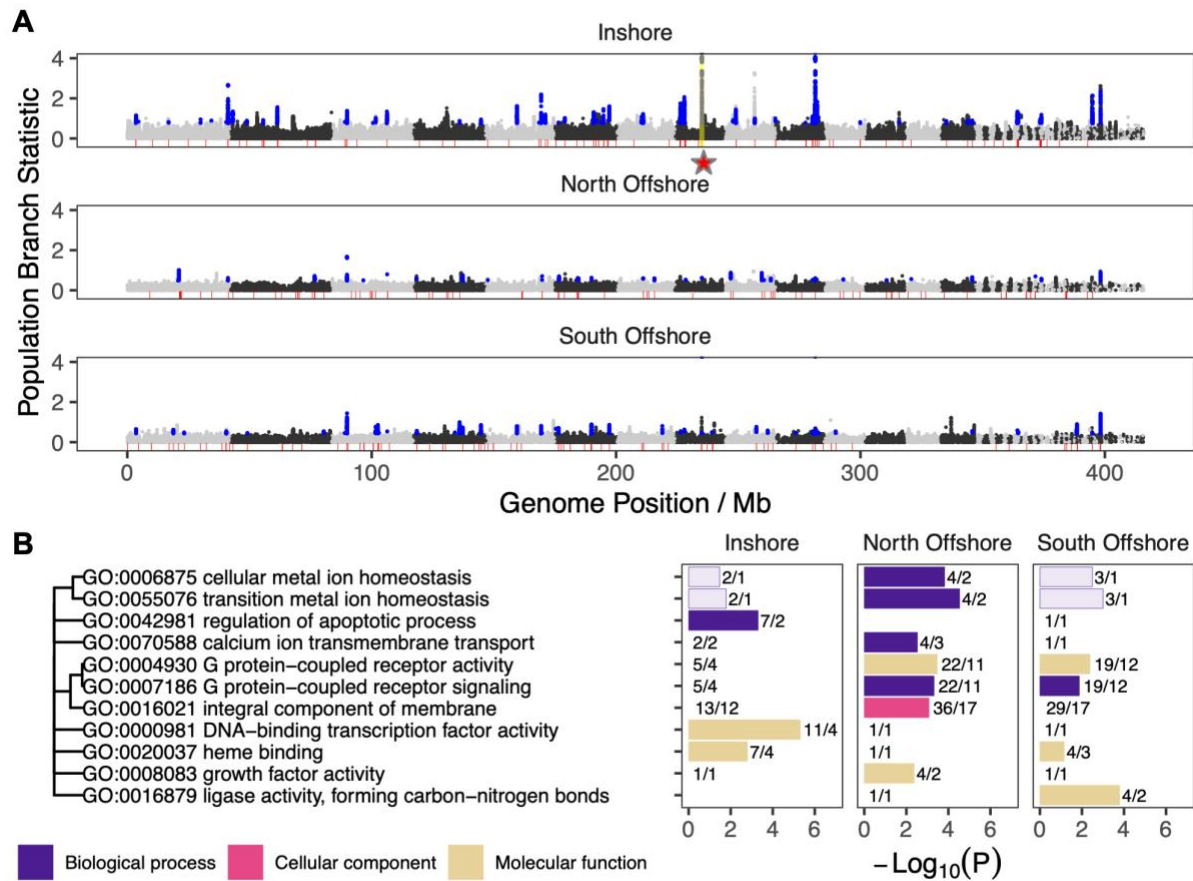 A
Inshore
4
2
0
North Offshore
4
2
0
South Offshore
4
2
0
Population Branch Statistic
0 100 200 300 400
Genome Position / Mb
B
Inshore North Offshore South Offshore
GO:0006875 cellular metal ion homeostasis 2/1 4/2 3/1
GO:0055076 transition metal ion homeostasis 2/1 4/2 3/1
GO:0042981 regulation of apoptotic process 7/2 1/1
GO:0070588 calcium ion transmembrane transport 2/2 4/3 1/1
GO:0004930 G protein−coupled receptor activity 5/4 22/11 19/12
GO:0007186 G protein−coupled receptor signaling 5/4 22/11 19/12
GO:0016021 integral component of membrane 13/12 36/17 29/17
GO:0000981 DNA−binding transcription factor activity 11/4 1/1 1/1
GO:0020037 heme binding 7/4 1/1 4/3
GO:0008083 growth factor activity 1/1 4/2 1/1
GO:0016879 ligase activity, forming carbon−nitrogen bonds 1/1 4/2
0 2 4 6 0 2 4 6 0 2 4 6
−Log10(P)
Biological process Cellular component Molecular function